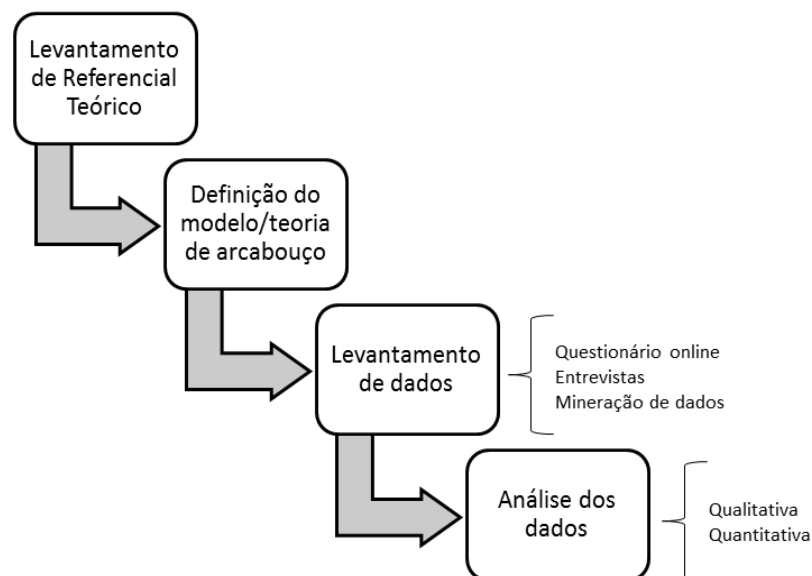 Levantamento
de Referencial
Teórico
Definição do
modelo/teoria
de arcabouço
Levantamento
de dados
Questionário online
Entrevistas
Mineração de dados
Análise dos
dados
Qualitativa
Quantitativa